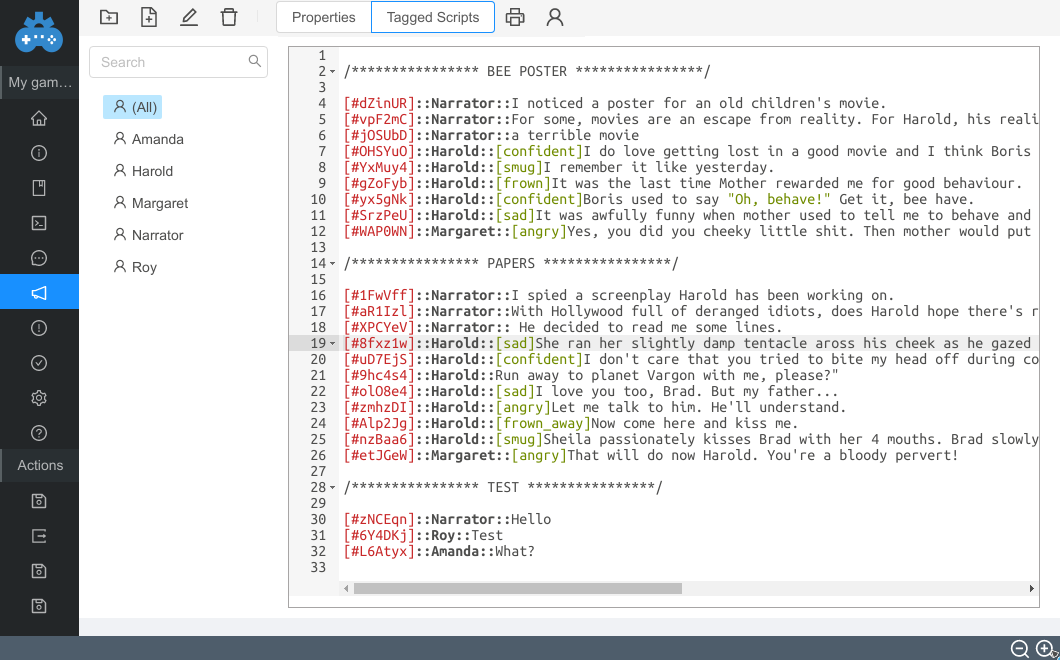 Properties
Tagged Scripts
Search
My gam...
(All)
Amanda
Harold
Margaret
Narrator
Roy
Actions
1
2 /**************** BEE POSTER ****************/
3
4 [#dZinUR]::Narrator::I noticed a poster for an old children's movie.
5 [#vpF2mC]::Narrator::For some, movies are an escape from reality. For Harold, his reali
6 [#jOSUbD]::Narrator::a terrible movie
7 [#OHSYuO]::Harold::[confident]I do love getting lost in a good movie and I think Boris
8 [#YxMuy4]::Harold::[smug]I remember it like yesterday.
9 [#gZoFyb]::Harold::[frown]It was the last time Mother rewarded me for good behaviour.
10 [#yx5gNk]::Harold::[confident]Boris used to say "Oh, behave!" Get it, bee have.
11 [#SrzPeU]::Harold::[sad]It was awfully funny when mother used to tell me to behave and
12 [#WAP0WN]::Margaret::[angry]Yes, you did you cheeky little shit. Then mother would put
13
14 /**************** PAPERS ****************/
15
16 [#1FwVff]::Narrator::I spied a screenplay Harold has been working on.
17 [#aR1Izl]::Narrator::With Hollywood full of deranged idiots, does Harold hope there's r
18 [#XPCYeV]::Narrator:: He decided to read me some lines.
19 [#8fxz1w]::Harold::[sad]She ran her slightly damp tentacle aross his cheek as he gazed
20 [#uD7EjS]::Harold::[confident]I don't care that you tried to bite my head off during co
21 [#9hc4s4]::Harold::Run away to planet Vargon with me, please?"
22 [#olO8e4]::Harold::[sad]I love you too, Brad. But my father...
23 [#zmhzDI]::Harold::[angry]Let me talk to him. He'll understand.
24 [#Alp2Jg]::Harold::[frown_away]Now come here and kiss me.
25 [#nzBaa6]::Harold::[smug]Sheila passionately kisses Brad with her 4 mouths. Brad slowly
26 [#etJGeW]::Margaret::[angry]That will do now Harold. You're a bloody pervert!
27
28 /**************** TEST ****************/
29
30 [#zNCEqn]::Narrator::Hello
31 [#6Y4DKj]::Roy::Test
32 [#L6Atyx]::Amanda::What?
33